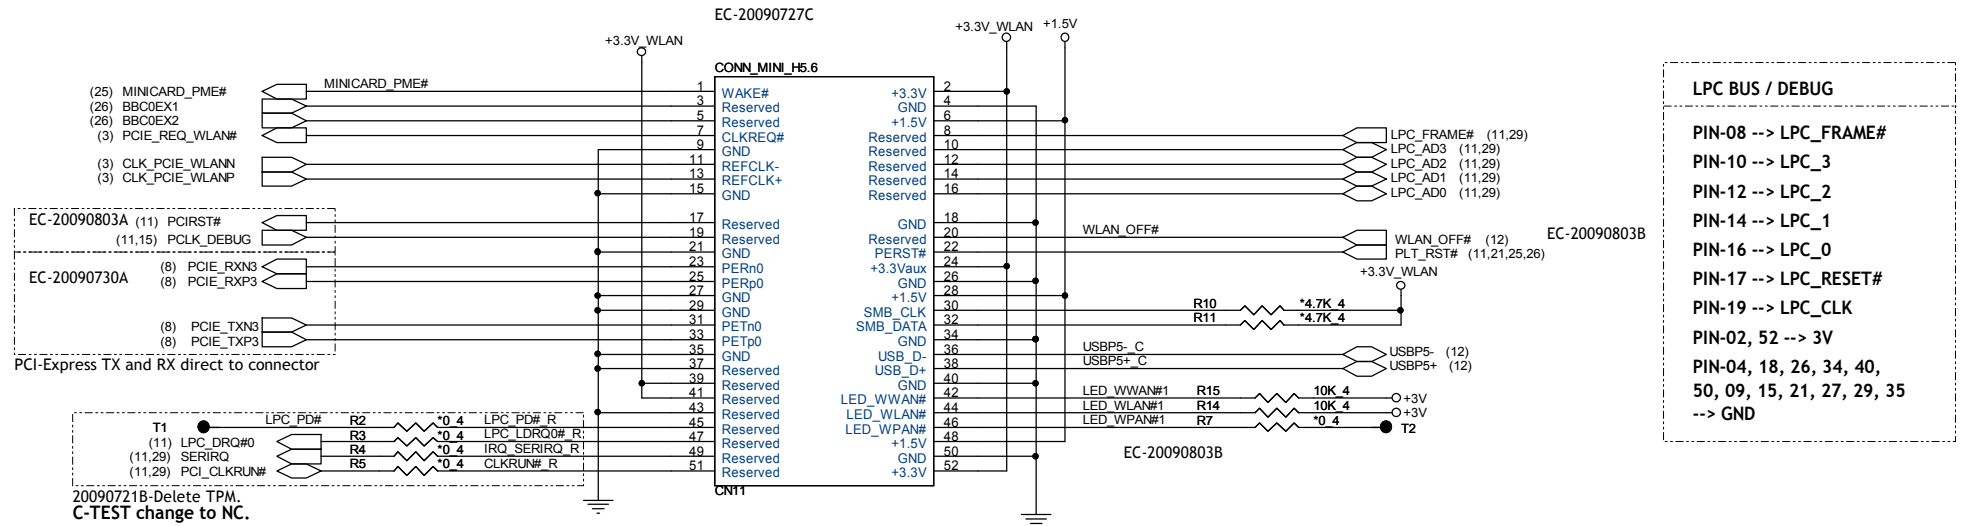 EC-20090727C
+3.3V_WLAN
+3.3V_WLAN
+1.5V
CONN_MINI_H5.6
(25) MINICARD_PME#
MINICARD_PME#
(26) BBC0EX1
(26) BBC0EX2
(3) PCIE_REQ_WLAN#
(3) CLK_PCIE_WLANN
(3) CLK_PCIE_WLANP
EC-20090803A (11) PCIRST#
(11,15) PCLK_DEBUG
EC-20090730A
(8) PCIE_RXN3
(8) PCIE_RXP3
(8) PCIE_TXN3
(8) PCIE_TXP3
PCI-Express TX and RX direct to connector
T1
LPC_PD# R2 *0_4 LPC_PD#_R
(11) LPC_DRQ#0 R3 *0_4 LPC_LDRQ0#_R
(11,29) SERIRQ R4 *0_4 IRQ_SERIRQ_R
(11,29) PCI_CLKRUN# R5 *0_4 CLKRUN#_R
20090721B-Delete TPM.
C-TEST change to NC.
1 WAKE#
3 Reserved
5 Reserved
7 CLKREQ#
9 GND
11 REFCLK-
13 REFCLK+
15 GND
17 Reserved
19 Reserved
21 GND
23 PERn0
25 PERp0
27 GND
29 GND
31 PETn0
33 PETp0
35 GND
37 Reserved
39 Reserved
41 Reserved
43 Reserved
45 Reserved
47 Reserved
49 Reserved
51 Reserved
CN11
+3.3V 2
GND 4
+1.5V 6
Reserved 8
Reserved 10
Reserved 12
Reserved 14
Reserved 16
GND 18
Reserved 20
PERST# 22
+3.3Vaux 24
GND 26
+1.5V 28
SMB_CLK 30
SMB_DATA 32
GND 34
USB_D- 36
USB_D+ 38
GND 40
LED_WWAN# 42
LED_WLAN# 44
LED_WPAN# 46
+1.5V 48
GND 50
+3.3V 52
LPC_FRAME# (11,29)
LPC_AD3 (11,29)
LPC_AD2 (11,29)
LPC_AD1 (11,29)
LPC_AD0 (11,29)
WLAN_OFF#
WLAN_OFF# (12)
PLT_RST# (11,21,25,26)
EC-20090803B
+3.3V_WLAN
R10 *4.7K_4
R11 *4.7K_4
USBP5-_C
USBP5- (12)
USBP5+_C
USBP5+ (12)
LED_WWAN#1 R15 10K_4 +3V
LED_WLAN#1 R14 10K_4 +3V
LED_WPAN#1 R7 *0_4 T2
EC-20090803B
LPC BUS / DEBUG
PIN-08 --> LPC_FRAME#
PIN-10 --> LPC_3
PIN-12 --> LPC_2
PIN-14 --> LPC_1
PIN-16 --> LPC_0
PIN-17 --> LPC_RESET#
PIN-19 --> LPC_CLK
PIN-02, 52 --> 3V
PIN-04, 18, 26, 34, 40,
50, 09, 15, 21, 27, 29, 35
--> GND